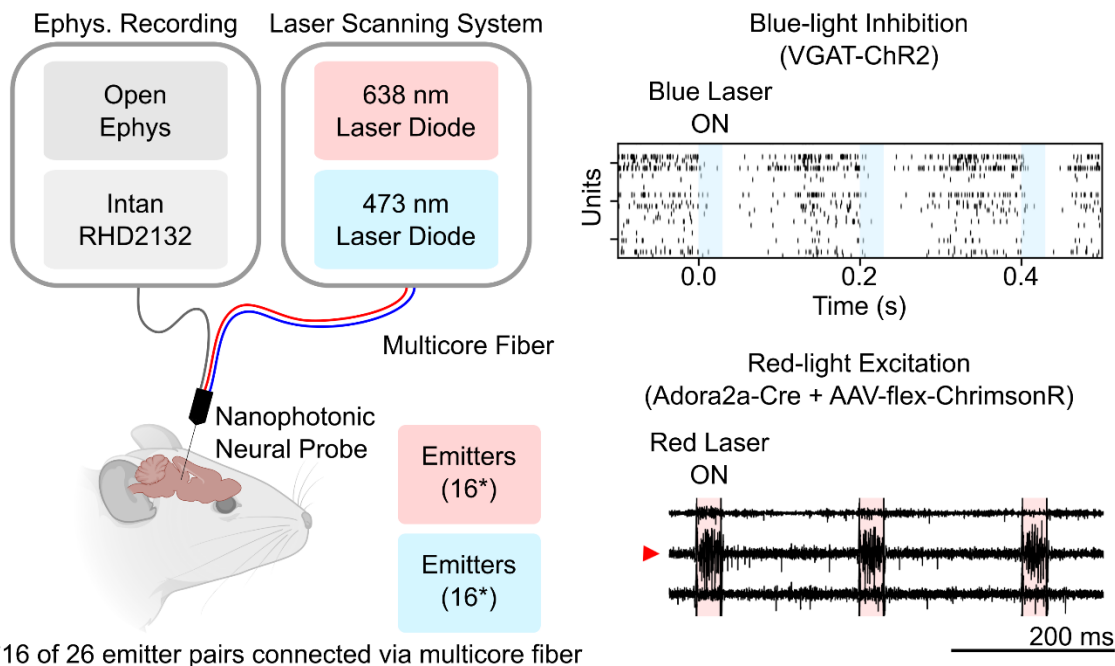 Ephys. Recording
Open
Ephys
Intan
RHD2132
Laser Scanning System
638 nm
Laser Diode
473 nm
Laser Diode
Multicore Fiber
Nanophotonic
Neural Probe
Emitters
(16*)
Emitters
(16*)
16 of 26 emitter pairs connected via multicore fiber
Blue-light Inhibition
(VGAT-ChR2)
Blue Laser
ON
Units
0.0
0.2
0.4
Time (s)
Red-light Excitation
(Adora2a-Cre + AAV-flex-ChrimsonR)
Red Laser
ON
200 ms